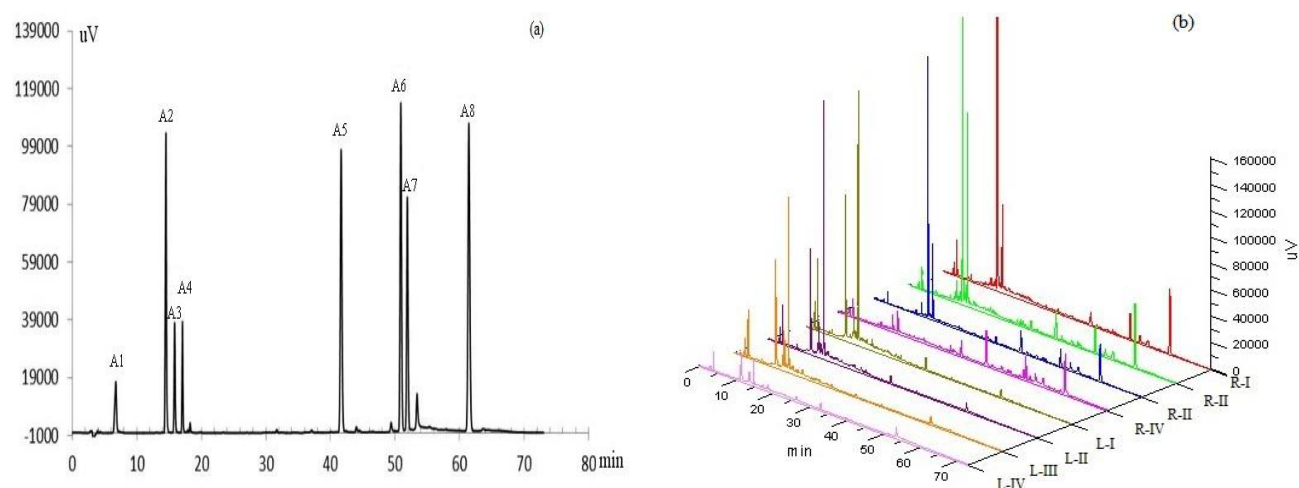 139000
uV
(a)
119000
99000
79000
59000
39000
19000
-1000
A1
A2
A3
A4
A5
A6
A7
A8
0
10
20
30
40
50
60
70
80
min
(b)
160000
140000
120000
100000
80000
60000
40000
20000
0
uV
R-I
R-II
R-II
R-IV
L-I
L-II
L-III
L-IV
0
10
20
30
40
50
60
70
min